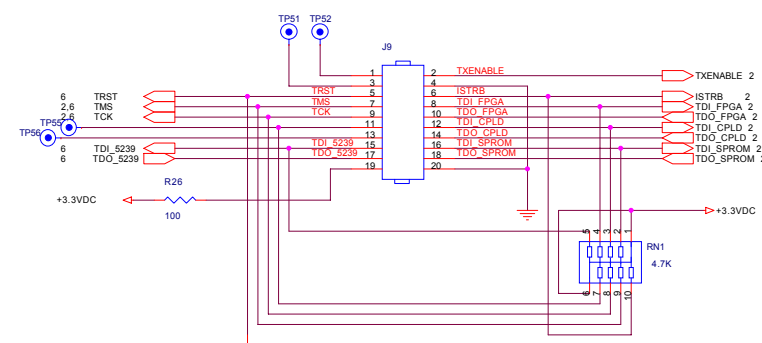 TP51 TP52
J9
1 2 TXENABLE TXENABLE 2
3 4
6 TRST TRST 5 6 ISTRB ISTRB 2
2,6 TMS TMS 7 8 TDI_FPGA TDI_FPGA 2
2,6 TCK TCK 9 10 TDO_FPGA TDO_FPGA 2
TP55 11 12 TDI_CPLD TDI_CPLD 2
TP56 13 14 TDO_CPLD TDO_CPLD 2
6 TDI_5239 TDI_5239 15 16 TDI_SPROM TDI_SPROM 2
6 TDO_5239 TDO_5239 17 18 TDO_SPROM TDO_SPROM 2
19 20
R26
+3.3VDC
100
+3.3VDC
5 4 3 2 1
RN1
4.7K
6 7 8 9 10